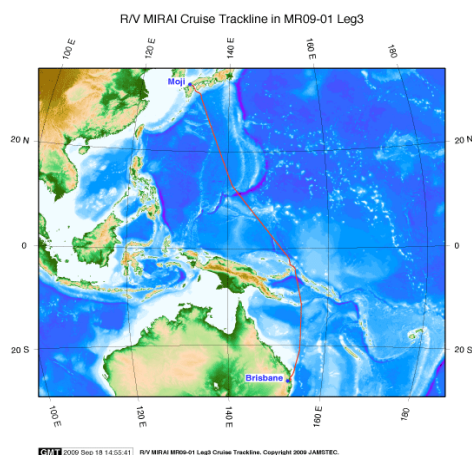 R/V MIRAI Cruise Trackline in MR09-01 Leg3
100 E
120 E
140 E
160 E
180
Moji
20 N
20 N
0
0
20 S
20 S
Brisbane
100 E
120 E
140 E
160 E
180
GMT 2009 Sep 18 14:55:41 R/V MIRAI MR09-01 Leg3 Cruise Trackline. Copyright 2009 JAMSTEC.